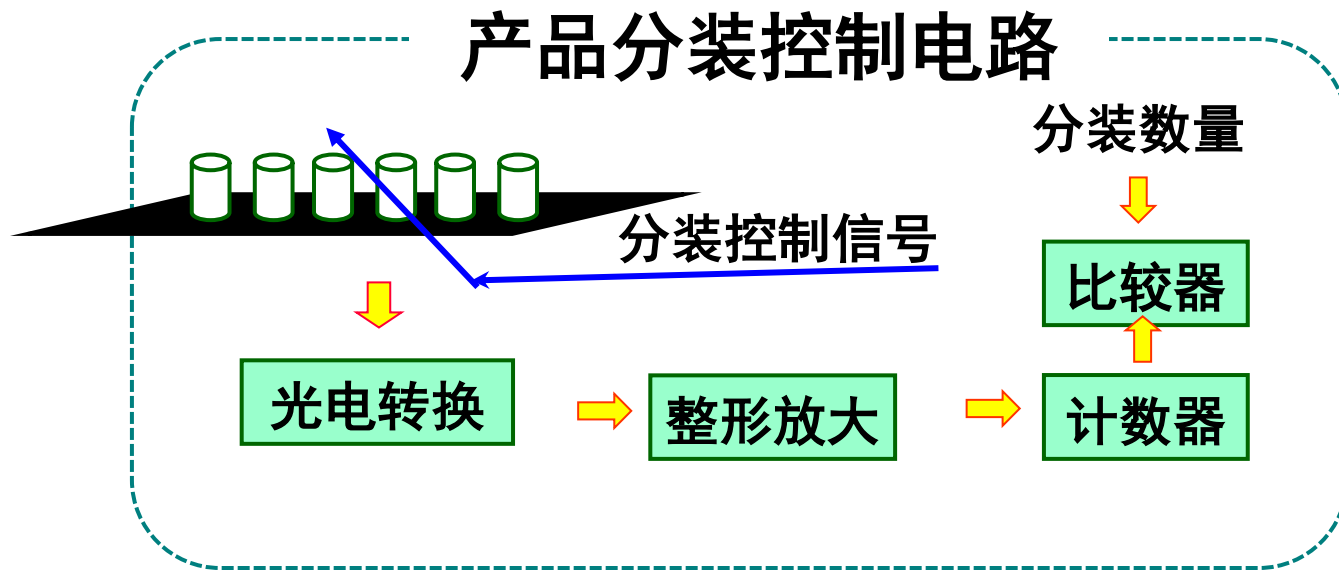 产品分装控制电路
分装数量
分装控制信号
比较器
光电转换
整形放大
计数器